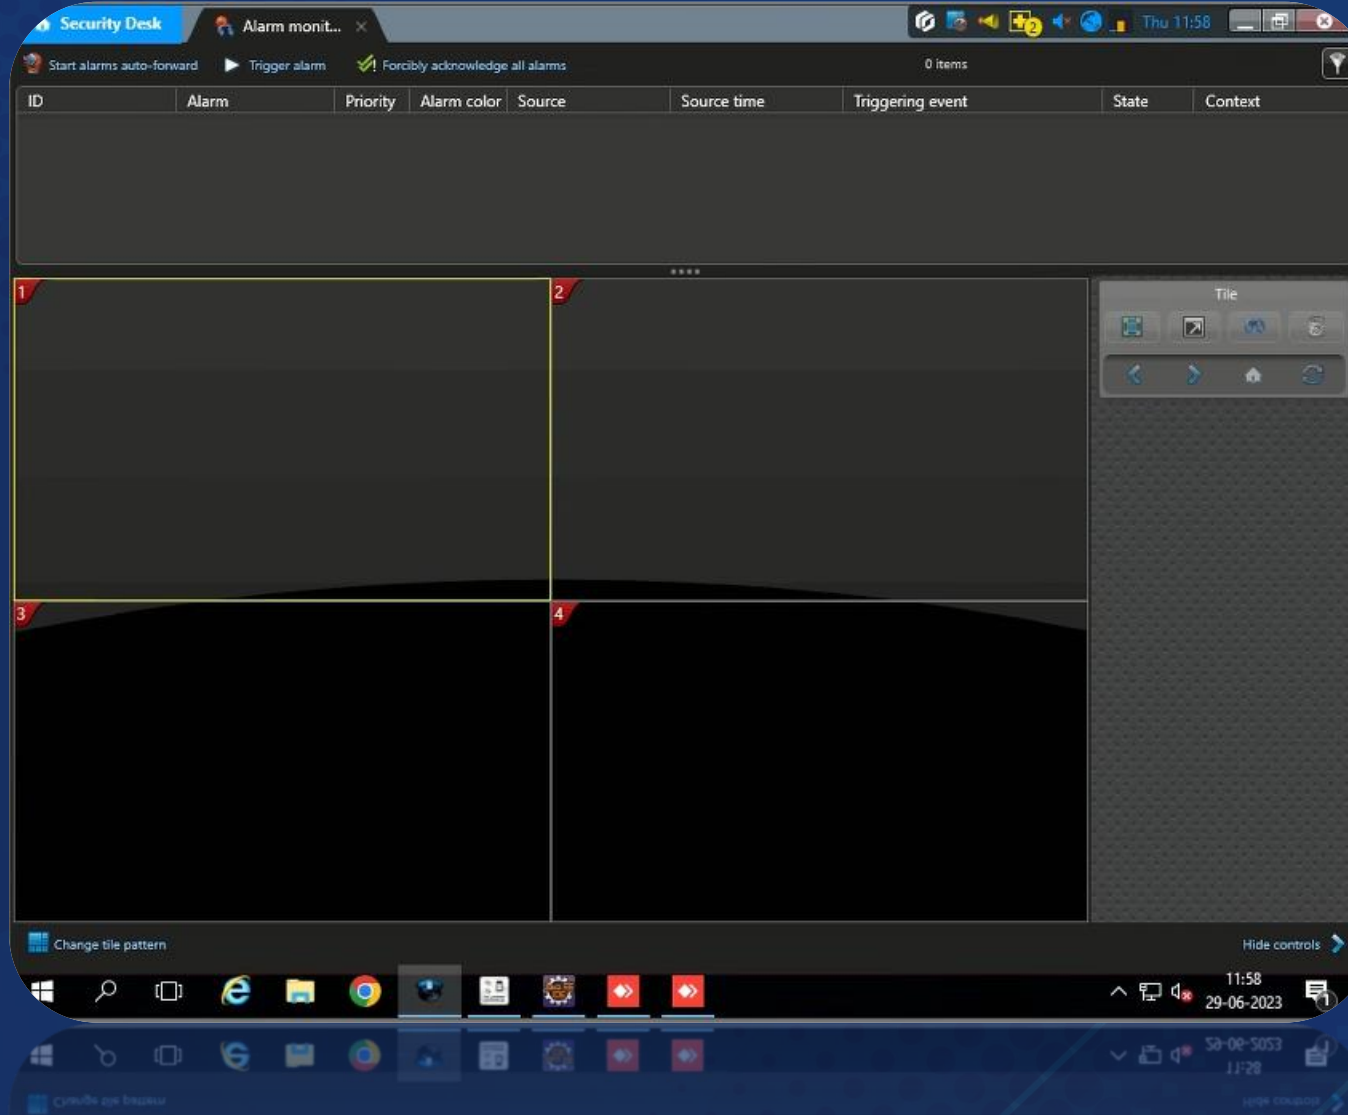 Security Desk
Alarm monit...
2
Thu 11:58
Start alarms auto-forward
Trigger alarm
Forcibly acknowledge all alarms
0 items
ID
Alarm
Priority
Alarm color
Source
Source time
Triggering event
State
Context
1
2
Tile
3
4
Change tile pattern
Hide controls
11:58
29-06-2023
1